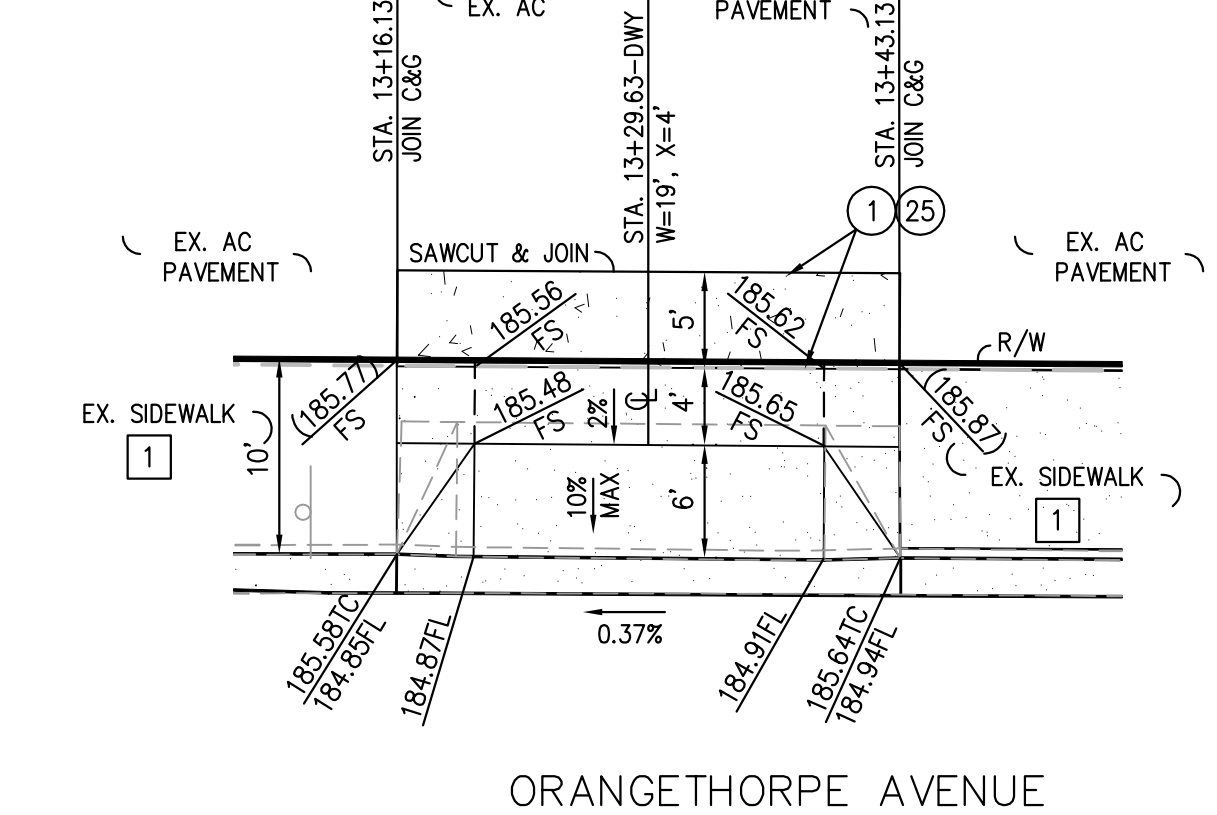 EX. AC
PAVEMENT
STA. 13+16.13
JOIN C&G
STA. 13+29.63-DWY
W=19', X=4'
STA. 13+43.13
JOIN C&G
1
25
EX. AC
PAVEMENT
SAWCUT & JOIN
EX. AC
PAVEMENT
185.56
FS
185.62
FS
5'
R/W
(185.77)
FS
185.48
FS
2%
CL
4'
185.65
FS
(185.87)
FS
EX. SIDEWALK
1
10'
10%
MAX
6'
EX. SIDEWALK
1
185.58TC
184.85FL
184.87FL
0.37%
184.91FL
185.64TC
184.94FL
ORANGETHORPE AVENUE